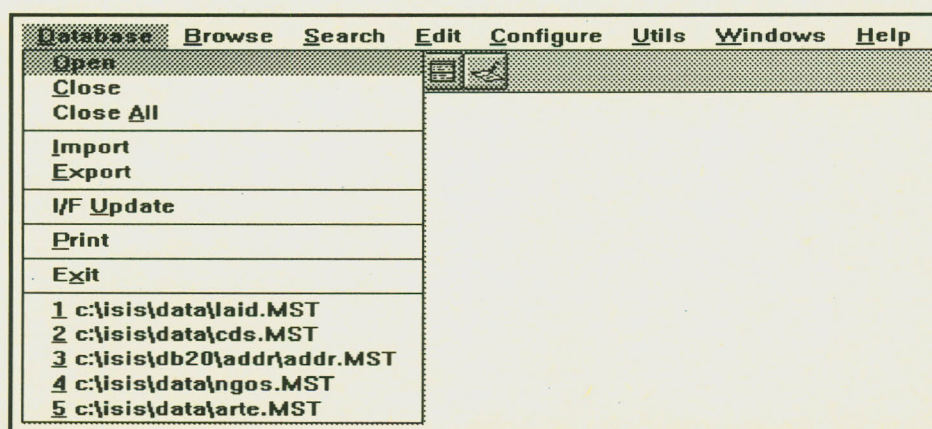 Database Browse Search Edit Configure Utils Windows Help
Open
Close
Close All
Import
Export
I/F Update
Print
Exit
1 c:\isis\data\laid.MST
2 c:\isis\data\cds.MST
3 c:\isis\db20\addr\addr.MST
4 c:\isis\data\ngos.MST
5 c:\isis\data\arte.MST